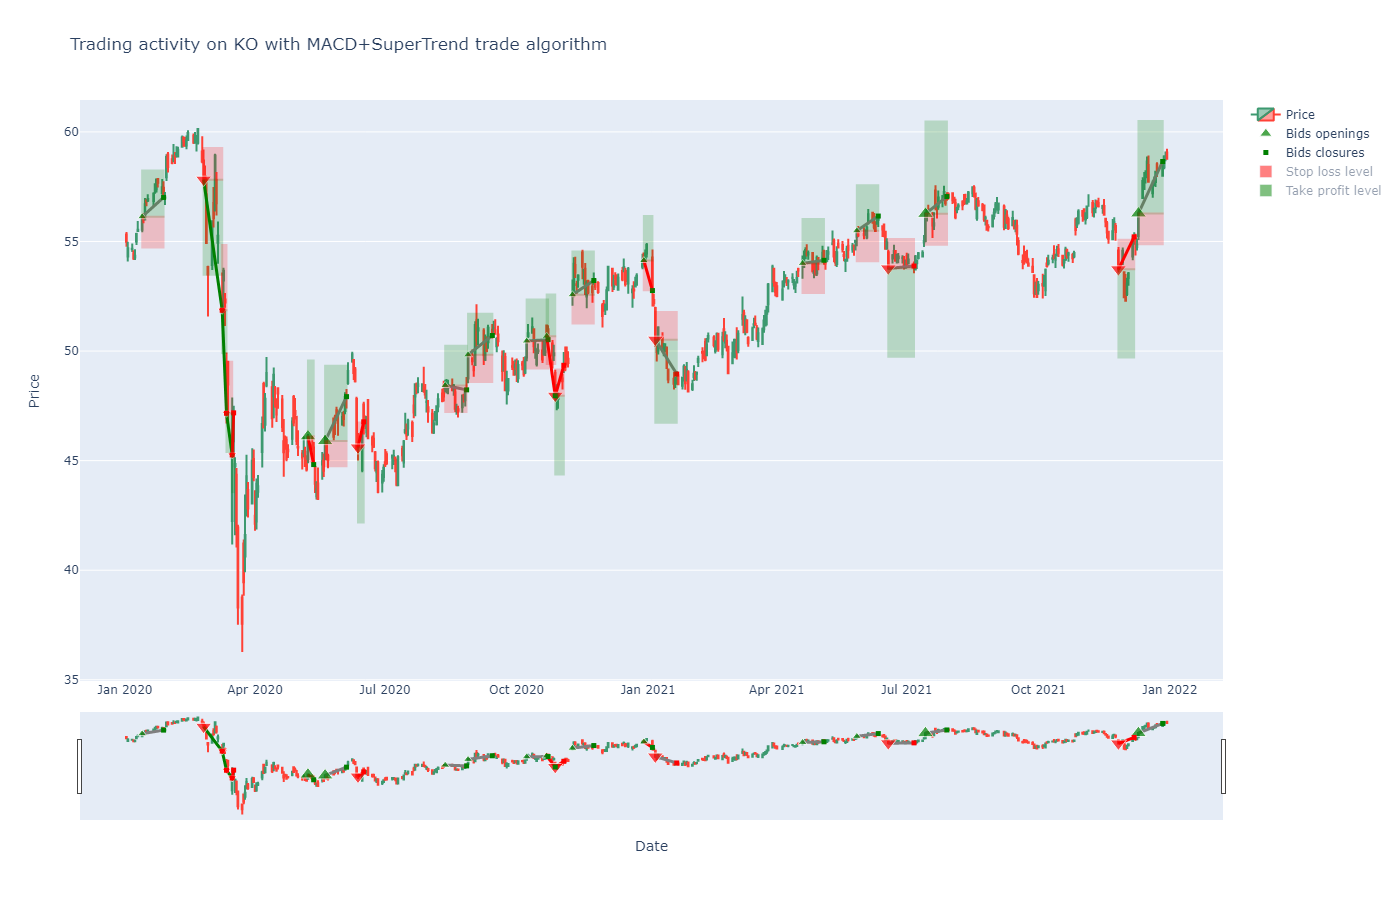 Trading activity on KO with MACD+SuperTrend trade algorithm
Price
Bids openings
Bids closures
Stop loss level
Take profit level
60
55
50
45
40
35
Price
Jan 2020
Apr 2020
Jul 2020
Oct 2020
Jan 2021
Apr 2021
Jul 2021
Oct 2021
Jan 2022
Date